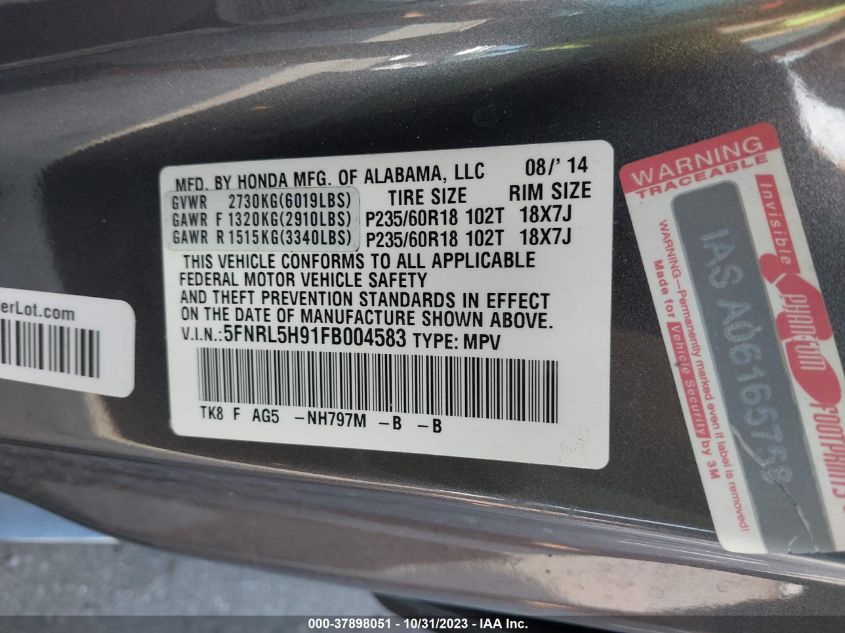 MFD. BY HONDA MFG. OF ALABAMA, LLC 08/' 14
GVWR 2730KG(6019LBS) TIRE SIZE RIM SIZE
GAWR F 1320KG(2910LBS) P235/60R18 102T 18X7J
GAWR R 1515KG(3340LBS) P235/60R18 102T 18X7J
THIS VEHICLE CONFORMS TO ALL APPLICABLE
FEDERAL MOTOR VEHICLE SAFETY
AND THEFT PREVENTION STANDARDS IN EFFECT
ON THE DATE OF MANUFACTURE SHOWN ABOVE.
V.I.N.:5FNRL5H91FB004583 TYPE: MPV
TK8 F AG5 -NH797M -B -B
erLot.com
WARNING
TRACEABLE
IAS A0616575
WARNING-Permanently
marked even if label
is removed!
Made for Vehicle Security by 3M
Invisible
PHANTOM
FOOTPRINTS
000-37898051 - 10/31/2023 - IAA Inc.